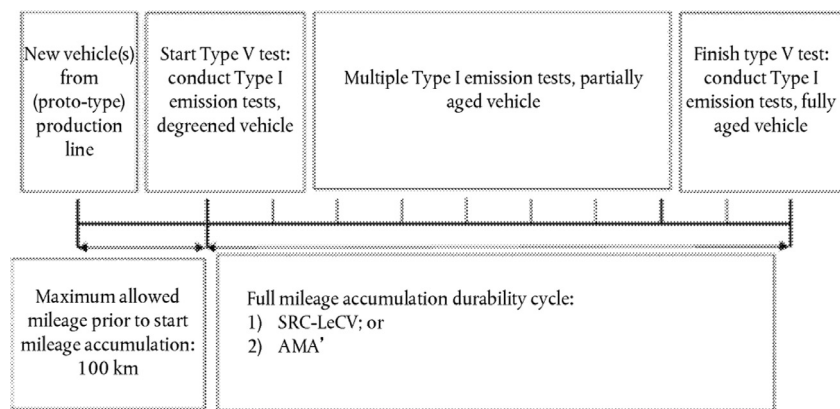 New vehicle(s)
from
(proto-type)
production
line
Start Type V test:
conduct Type I
emission tests,
degreened vehicle
Multiple Type I emission tests, partially
aged vehicle
Finish type V test:
conduct Type I
emission tests, fully
aged vehicle
Maximum allowed
mileage prior to start
mileage accumulation:
100 km
Full mileage accumulation durability cycle:
1) SRC-LeCV; or
2) AMA’